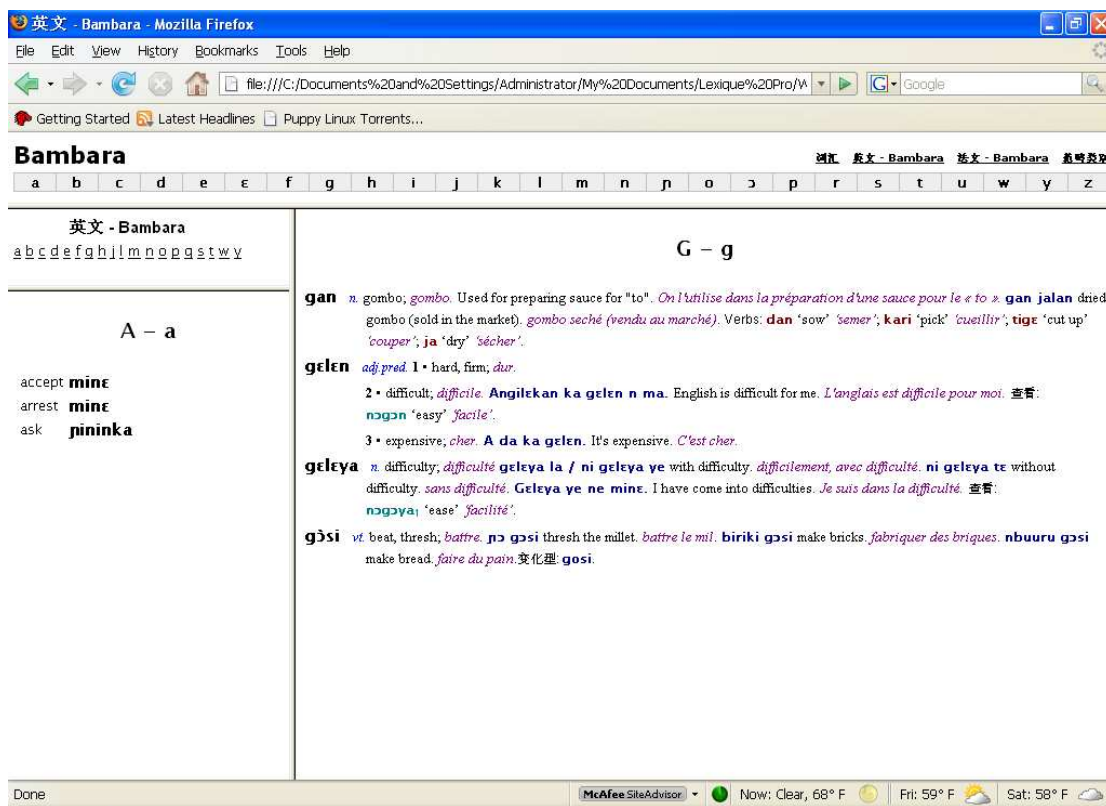 英文 - Bambara - Mozilla Firefox
File Edit View History Bookmarks Tools Help
file:///C:/Documents%20and%20Settings/Administrator/My%20Documents/Lexique%20Pro/W
G Google
Getting Started Latest Headlines Puppy Linux Torrents...
Bambara
词汇 英文 - Bambara 法文 - Bambara
a b c d e ɛ f g h i j k l m n ɲ o ɔ p r s t u w y z
英文 - Bambara
a b c d e f g h j l m n o p q s t w y
A – a
accept minɛ
arrest minɛ
ask ɲininka
G – g
gan n. gombo; gombo. Used for preparing sauce for "to". On l'utilise dans la préparation d'une sauce pour le « to ». gan jalan dried
gombo (sold in the market). gombo seché (vendu au marché). Verbs: dan ‘sow’ ‘semer’; kari ‘pick’ ‘cueillir’; tigɛ ‘cut up’
‘couper’; ja ‘dry’ ‘sécher’.
gɛlɛn adj.pred. 1 • hard, firm; dur.
2 • difficult; difficile. Angilɛkan ka gɛlɛn n ma. English is difficult for me. L'anglais est difficile pour moi. 查看:
nɔgɔn ‘easy’ ‘facile’.
3 • expensive; cher. A da ka gɛlɛn. It's expensive. C'est cher.
gɛlɛya n. difficulty; difficulté gɛlɛya la / ni gɛlɛya ye with difficulty. difficilement, avec difficulté. ni gɛlɛya tɛ without
difficulty. sans difficulté. Gɛlɛya ye ne minɛ. I have come into difficulties. Je suis dans la difficulté. 查看:
nɔgɔya₁ ‘ease’ ‘facilité’.
gɔ̀si vt. beat, thresh; battre. ɲɔ gɔsi thresh the millet. battre le mil. biriki gɔsi make bricks. fabriquer des briques. nbuuru gɔsi
make bread. faire du pain.变化型: gosi.
Done McAfee SiteAdvisor Now: Clear, 68° F Fri: 59° F Sat: 58° F